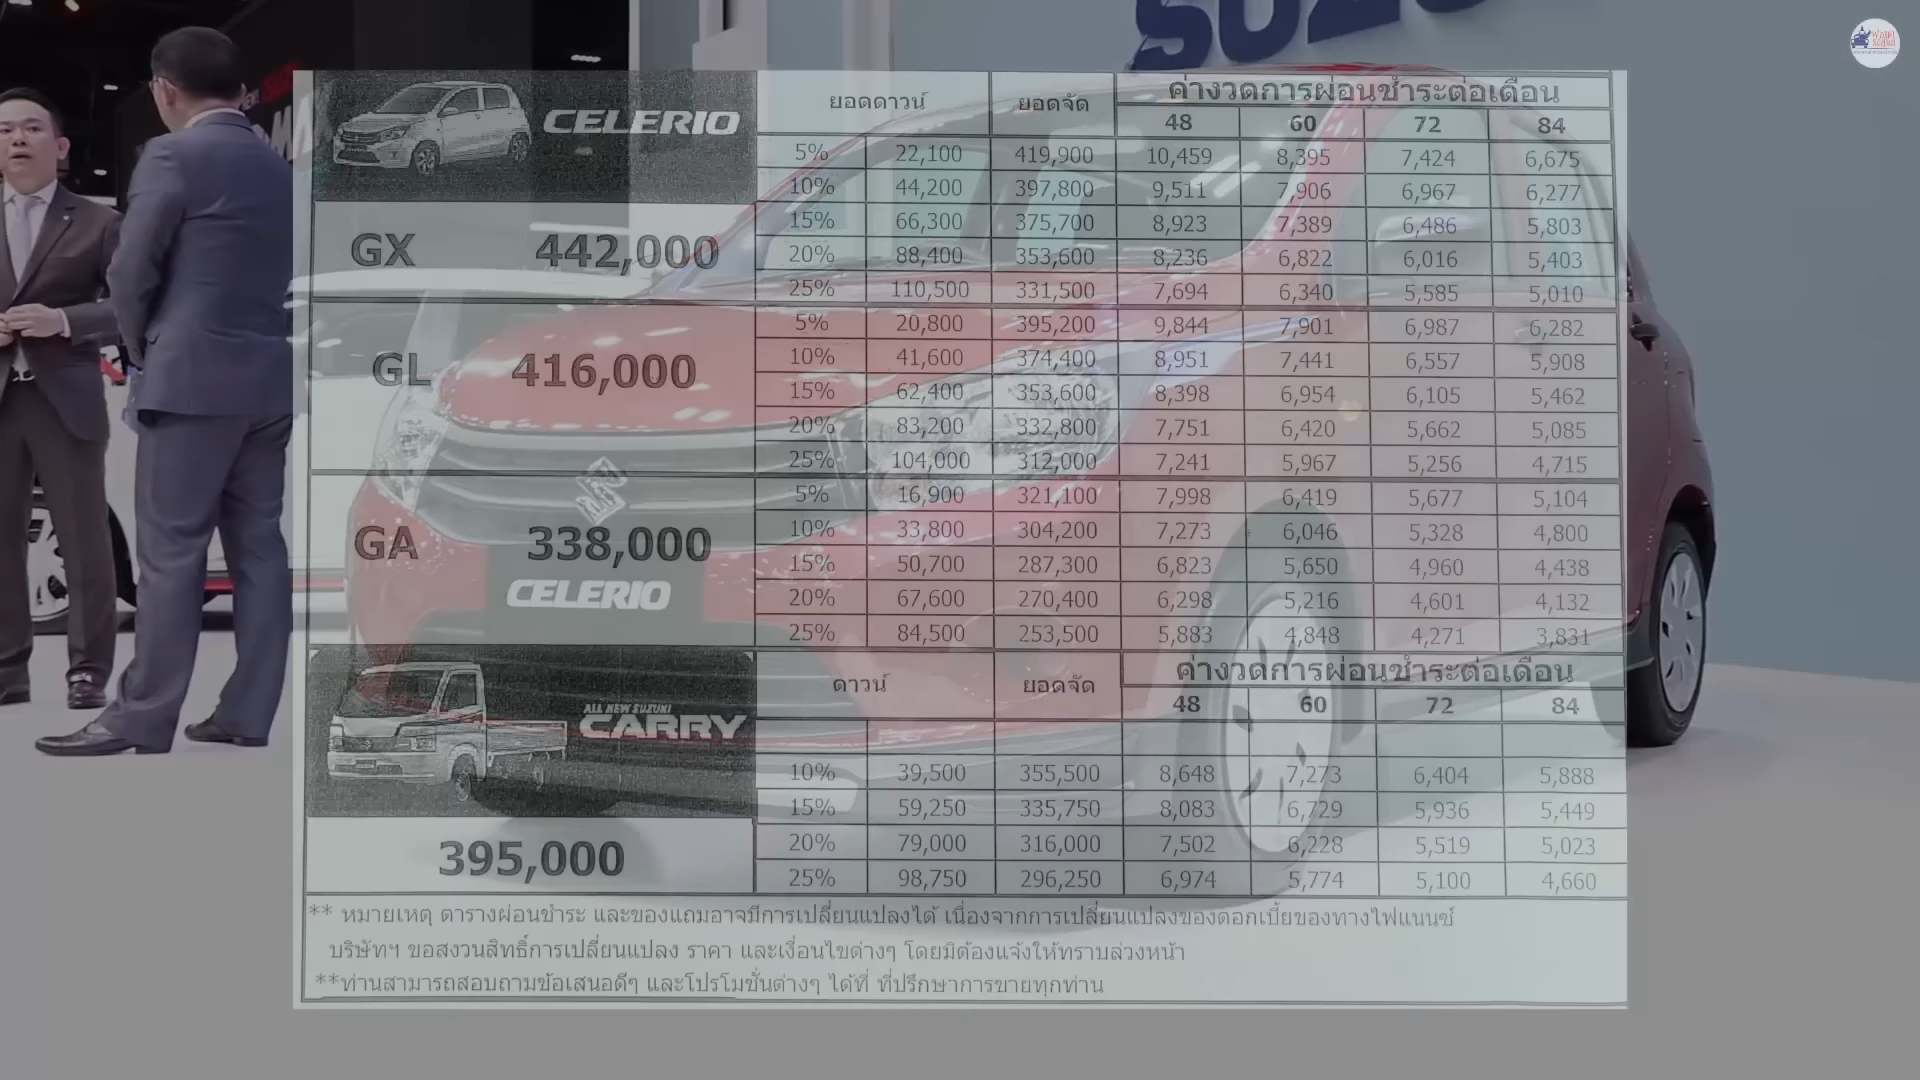 SUZU
CELERIO
ยอดดาวน์ ยอดจัด ค่างวดการผ่อนชำระต่อเดือน
48 60 72 84
GX 442,000
5% 22,100 419,900 10,459 8,395 7,424 6,675
10% 44,200 397,800 9,511 7,906 6,967 6,277
15% 66,300 375,700 8,923 7,389 6,486 5,803
20% 88,400 353,600 8,236 6,822 6,016 5,403
25% 110,500 331,500 7,694 6,340 5,585 5,010
GL 416,000
5% 20,800 395,200 9,844 7,901 6,987 6,282
10% 41,600 374,400 8,951 7,441 6,557 5,908
15% 62,400 353,600 8,398 6,954 6,105 5,462
20% 83,200 332,800 7,751 6,420 5,662 5,085
25% 104,000 312,000 7,241 5,967 5,256 4,715
GA 338,000
5% 16,900 321,100 7,998 6,419 5,677 5,104
10% 33,800 304,200 7,273 6,046 5,328 4,800
15% 50,700 287,300 6,823 5,650 4,960 4,438
20% 67,600 270,400 6,298 5,216 4,601 4,132
25% 84,500 253,500 5,883 4,848 4,271 3,831
CELERIO
ALL NEW SUZUKI
CARRY
ดาวน์ ยอดจัด ค่างวดการผ่อนชำระต่อเดือน
48 60 72 84
395,000
10% 39,500 355,500 8,648 7,273 6,404 5,888
15% 59,250 335,750 8,083 6,729 5,936 5,449
20% 79,000 316,000 7,502 6,228 5,519 5,023
25% 98,750 296,250 6,974 5,774 5,100 4,660
** หมายเหตุ ตารางผ่อนชำระ และของแถมอาจมีการเปลี่ยนแปลงได้ เนื่องจากการเปลี่ยนแปลงของดอกเบี้ยของทางไฟแนนซ์
บริษัทฯ ขอสงวนสิทธิ์การเปลี่ยนแปลง ราคา และเงื่อนไขต่างๆ โดยมิต้องแจ้งให้ทราบล่วงหน้า
**ท่านสามารถสอบถามข้อเสนอดีๆ และโปรโมชั่นต่างๆ ได้ที่ ที่ปรึกษาการขายทุกท่าน